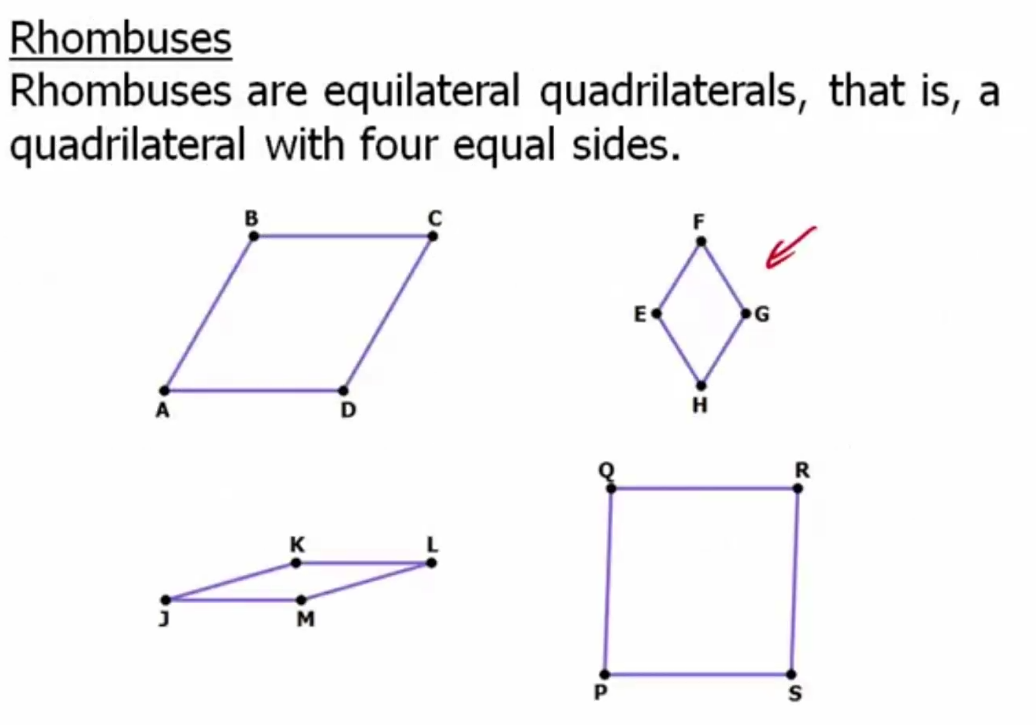 Rhombuses
Rhombuses are equilateral quadrilaterals, that is, a
quadrilateral with four equal sides.
B C
F
E G
A D
H
Q R
K L
J M
P S